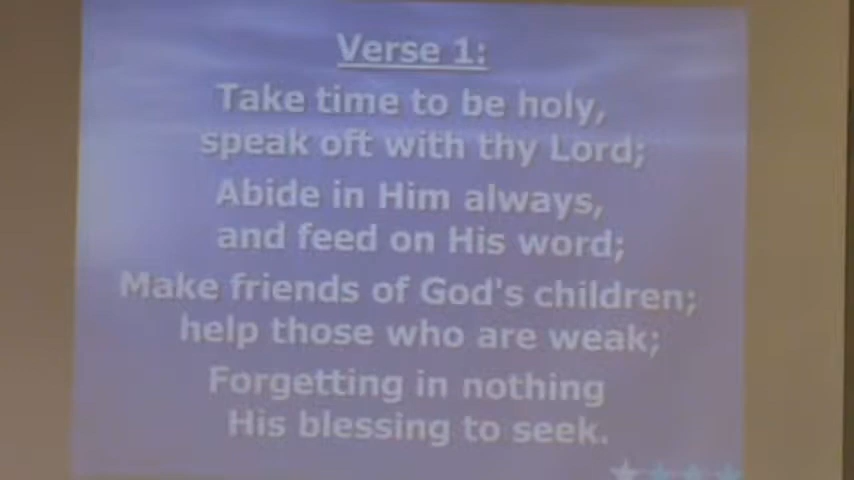 Verse 1:
Take time to be holy,
speak oft with thy Lord;
Abide in Him always,
and feed on His word;
Make friends of God's children;
help those who are weak;
Forgetting in nothing
His blessing to seek.